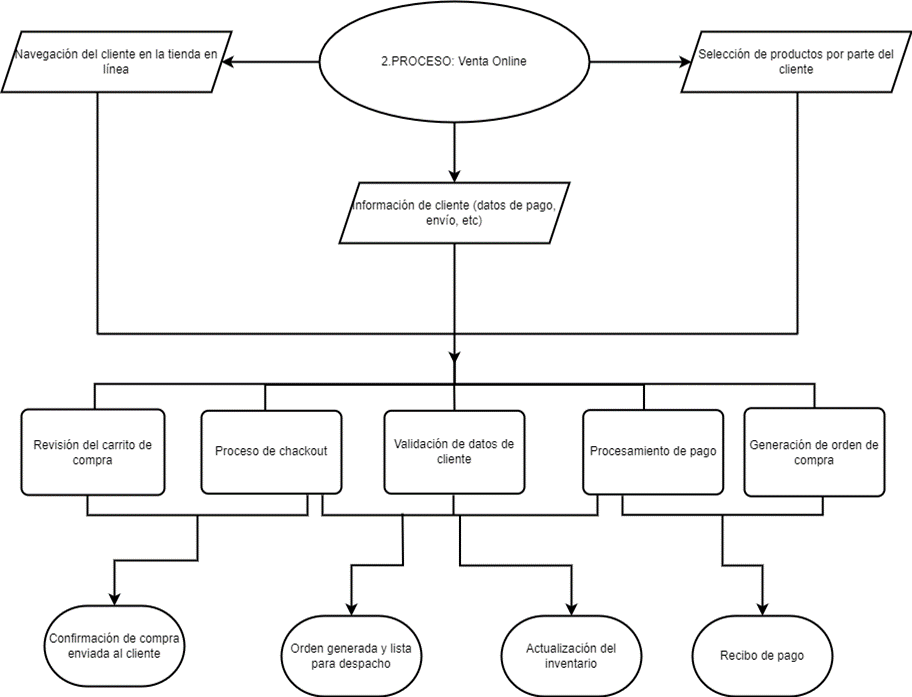 Navegación del cliente en la tienda en
línea
2.PROCESO: Venta Online
Selección de productos por parte del
cliente
Información de cliente (datos de pago,
envío, etc)
Revisión del carrito de
compra
Proceso de chackout
Validación de datos de
cliente
Procesamiento de pago
Generación de orden de
compra
Confirmación de compra
enviada al cliente
Orden generada y lista
para despacho
Actualización del
inventario
Recibo de pago